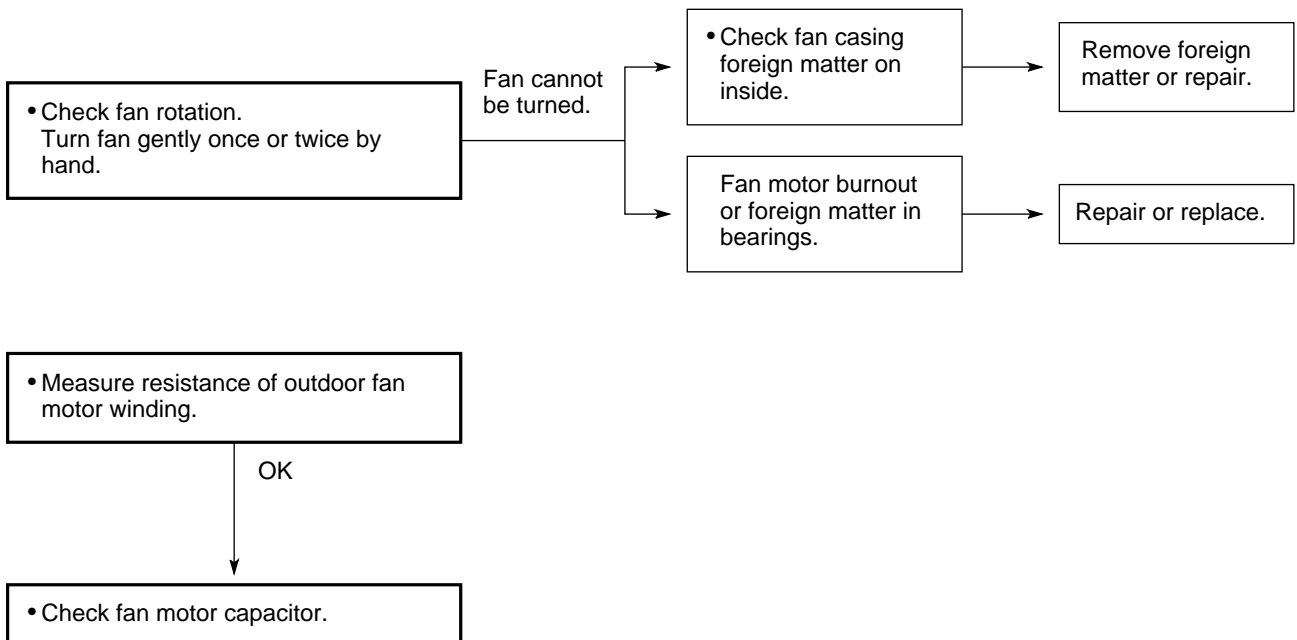 • Check fan rotation.
Turn fan gently once or twice by
hand.
Fan cannot
be turned.
• Check fan casing
foreign matter on
inside.
Remove foreign
matter or repair.
Fan motor burnout
or foreign matter in
bearings.
Repair or replace.
• Measure resistance of outdoor fan
motor winding.
OK
• Check fan motor capacitor.